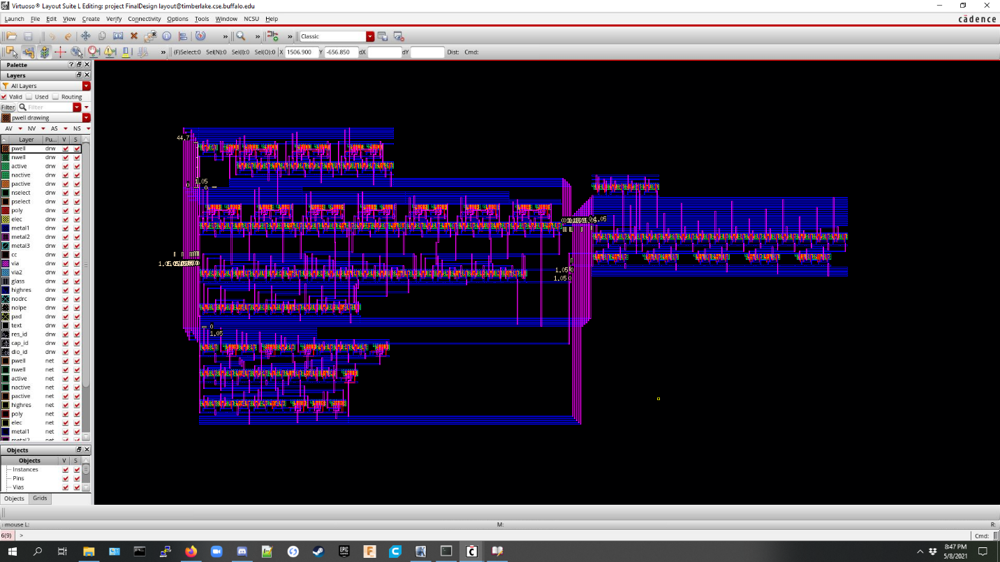 Virtuoso® Layout Suite L Editing: project FinalDesign layout@timberlake.cse.buffalo.edu
Launch File Edit View Create Verify Connectivity Options Tools Window NCSU Help
cādence
» » » Classic
» (F)Select:0 Sel(N):0 Sel(I):0 Sel(O):0 X 1506.900 Y -656.850 dX dY Dist: Cmd:
Palette
Layers
All Layers
Valid Used Routing
Filter Filter
pwell drawing
AV NV AS NS
Layer Pu... V S
pwell drw
nwell drw
active drw
nactive drw
pactive drw
nselect drw
pselect drw
poly drw
elec drw
metal1 drw
metal2 drw
metal3 drw
cc drw
via drw
via2 drw
glass drw
highres drw
nodrc drw
nolpe drw
pad drw
text drw
res_id drw
cap_id drw
dio_id drw
pwell net
nwell net
active net
nactive net
pactive net
highres net
poly net
elec net
metal1 net
metal2 net
Objects
Objects V S
Instances
Pins
Vias
Objects Grids
44.7
1.05
0 0
1.05
1.05 0
1.05 0
0
1.05
mouse L: M: R:
6(9) > Cmd:
8:47 PM
5/8/2021